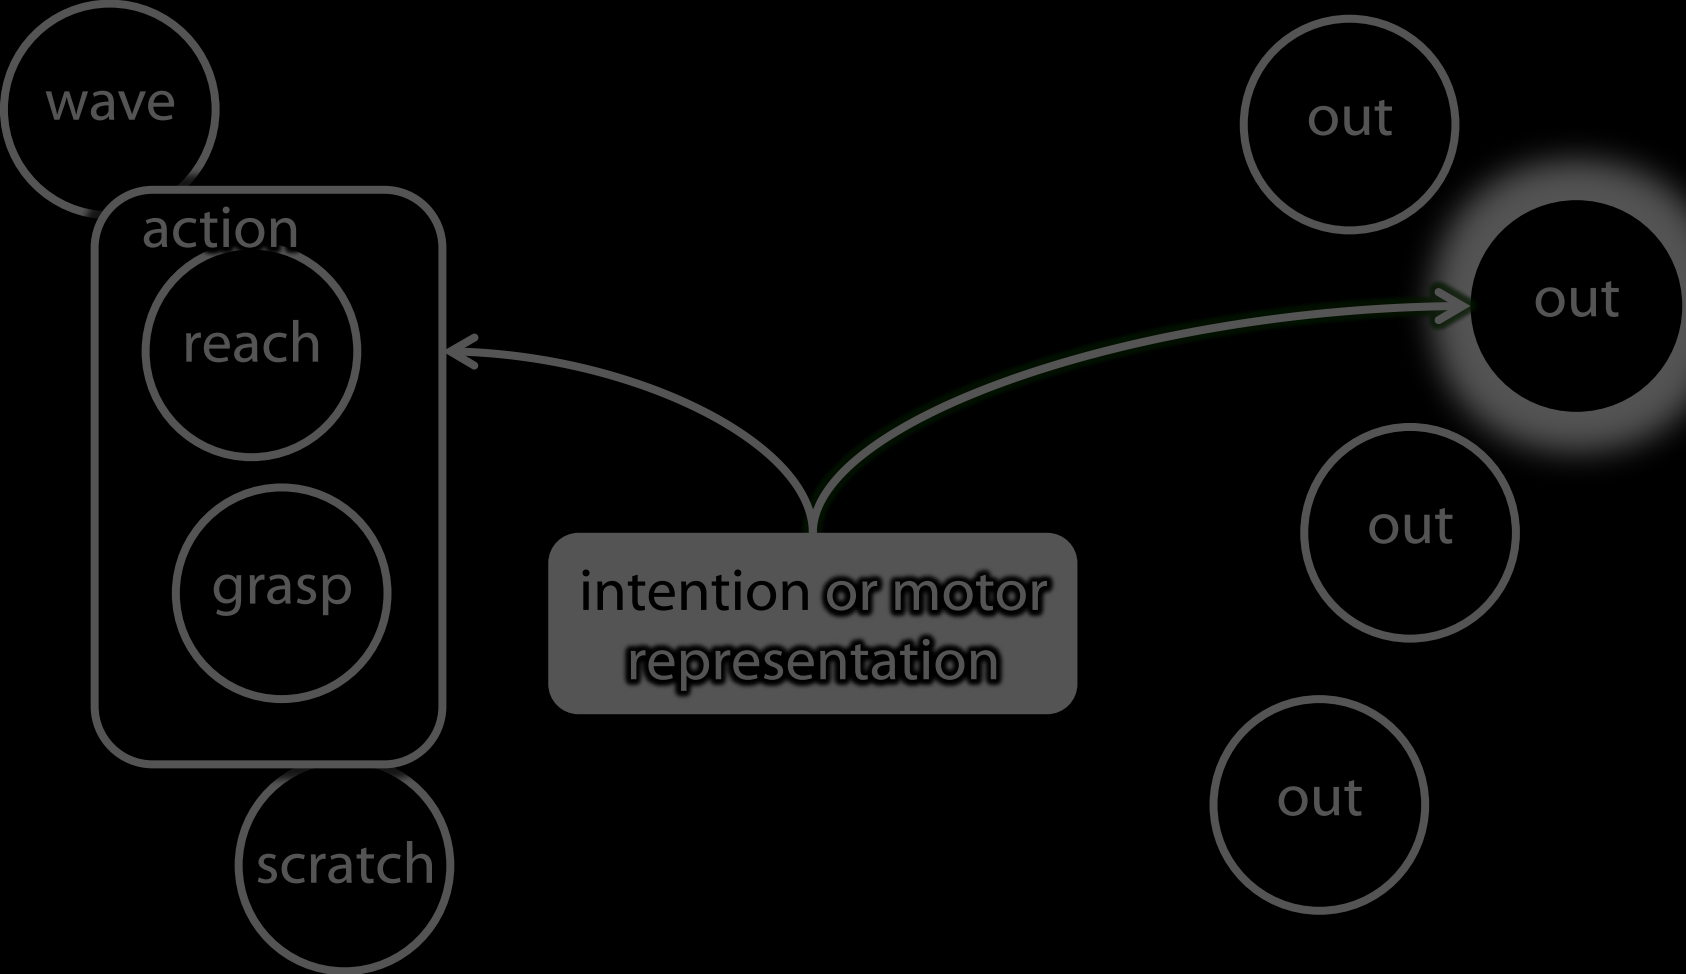 wave
action
reach
grasp
scratch
intention or motor
representation
out
out
out
out